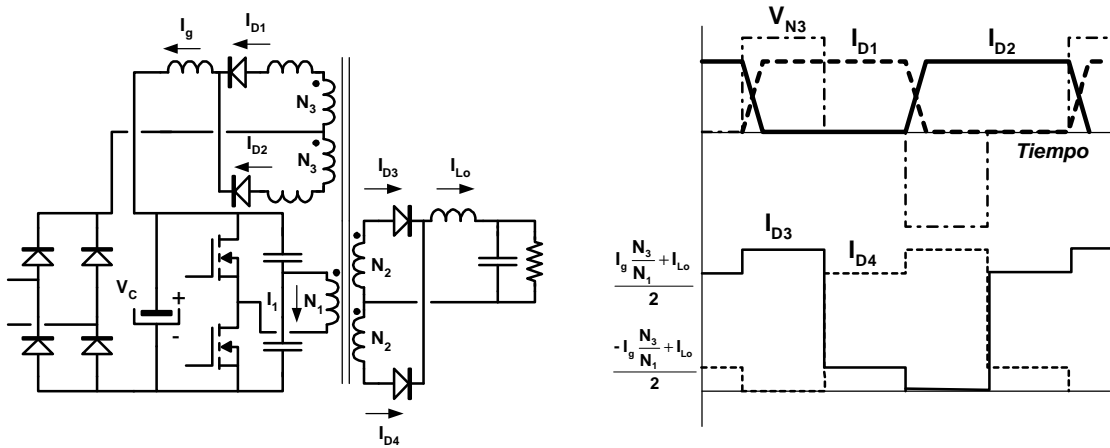 I_g
I_D1
N_3
I_D2
N_3
I_D3
I_Lo
V_C
+
-
I_1
N_1
N_2
N_2
I_D4
V_N3
I_D1
I_D2
Tiempo
I_D3
I_D4
I_g N_3/N_1 + I_Lo
2
-I_g N_3/N_1 + I_Lo
2